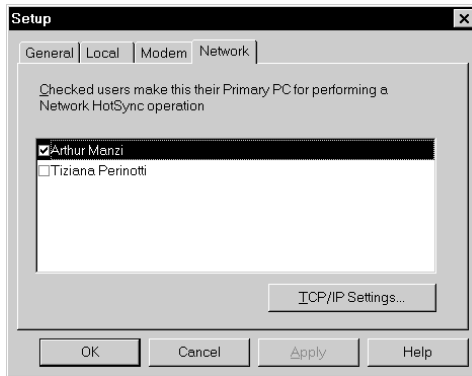 Setup
General Local Modem Network
Checked users make this their Primary PC for performing a
Network HotSync operation
Arthur Manzi
Tiziana Perinotti
TCP/IP Settings...
OK Cancel Apply Help